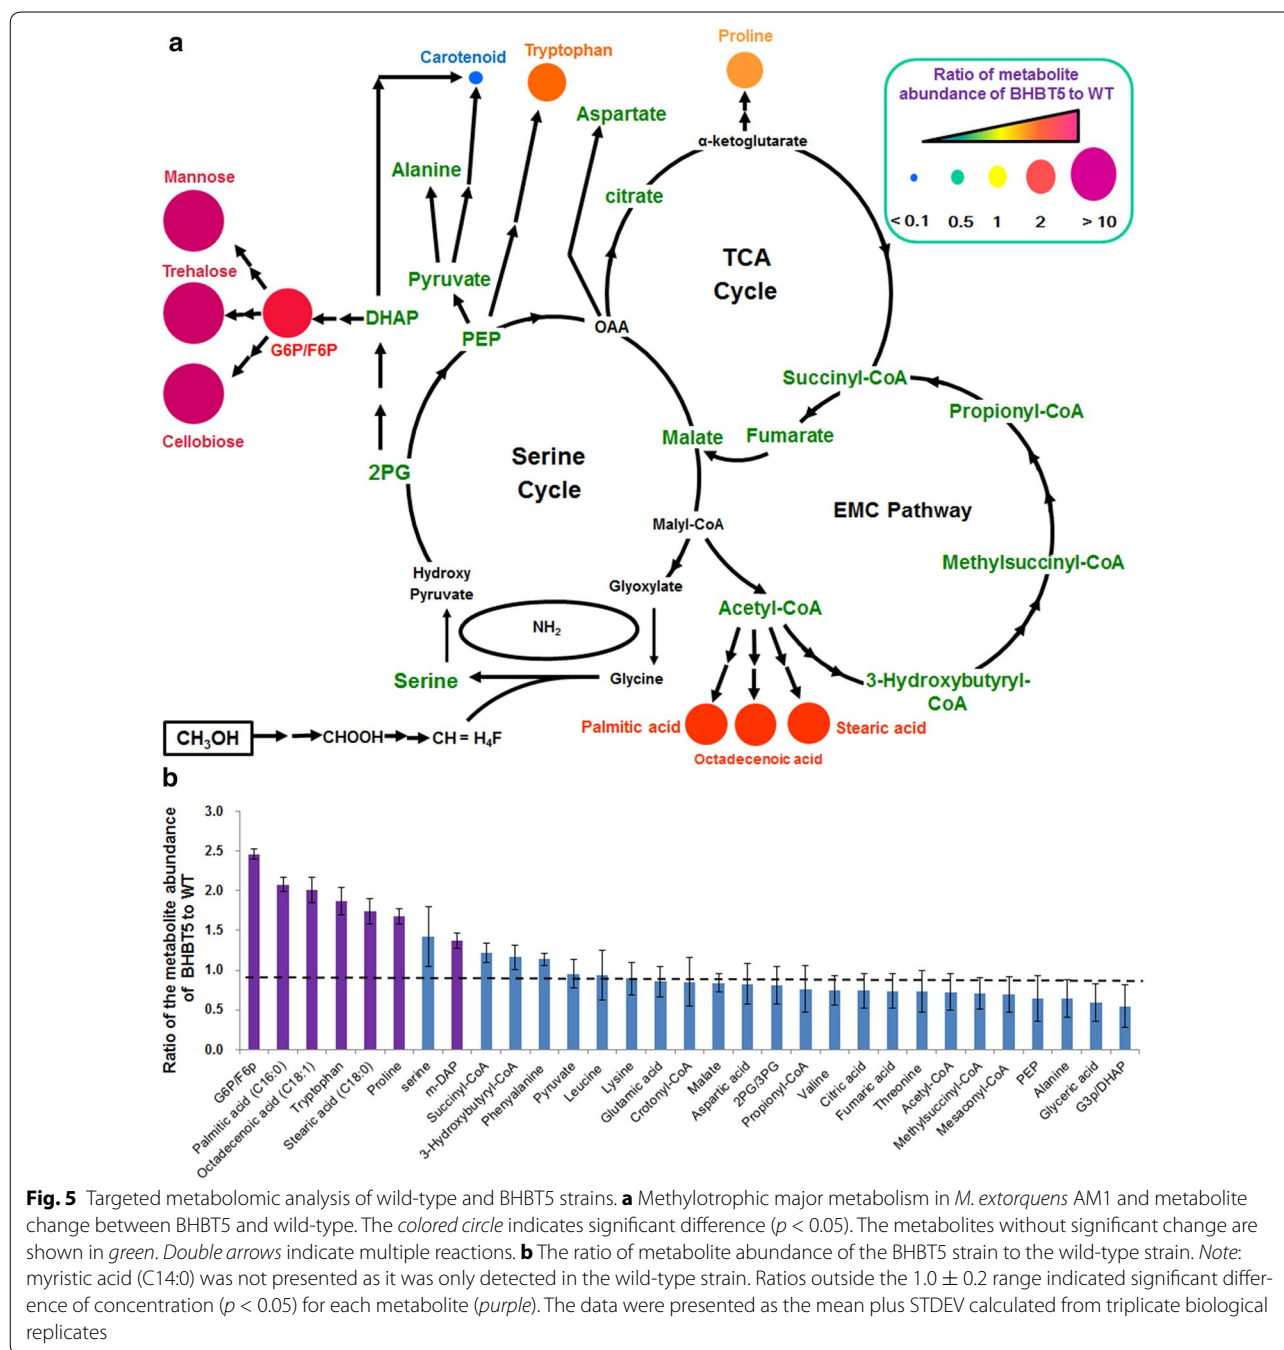 a
Carotenoid
Tryptophan
Proline
Ratio of metabolite
abundance of BHBT5 to WT
< 0.1 0.5 1 2 > 10
Aspartate
α-ketoglutarate
Alanine
citrate
Mannose
Trehalose
Cellobiose
G6P/F6P
DHAP
Pyruvate
PEP
OAA
TCA
Cycle
Succinyl-CoA
Propionyl-CoA
Malate
Fumarate
2PG
Serine
Cycle
EMC Pathway
Malyl-CoA
Methylsuccinyl-CoA
Hydroxy
Pyruvate
Glyoxylate
Acetyl-CoA
NH2
Serine
Glycine
3-Hydroxybutyryl-
CoA
CH3OH
CHOOH
CH = H4F
Palmitic acid
Stearic acid
Octadecenoic acid
b
Ratio of the metabolite abundance
of BHBT5 to WT
3.0
2.5
2.0
1.5
1.0
0.5
0.0
G6P/F6p
Palmitic acid (C16:0)
Octadecenoic acid (C18:1)
Tryptophan
Stearic acid (C18:0)
Proline
serine
m-DAP
Succinyl-CoA
3-Hydroxybutyryl-CoA
Phenyalanine
Pyruvate
Leucine
Lysine
Glutamic acid
Crotonyl-CoA
Malate
Aspartic acid
2PG/3PG
Propionyl-CoA
Valine
Citric acid
Fumaric acid
Threonine
Acetyl-CoA
Methylsuccinyl-CoA
Mesaconyl-CoA
PEP
Alanine
Glyceric acid
G3p/DHAP
Fig. 5 Targeted metabolomic analysis of wild-type and BHBT5 strains. a Methylotrophic major metabolism in M. extorquens AM1 and metabolite
change between BHBT5 and wild-type. The colored circle indicates significant difference (p < 0.05). The metabolites without significant change are
shown in green. Double arrows indicate multiple reactions. b The ratio of metabolite abundance of the BHBT5 strain to the wild-type strain. Note:
myristic acid (C14:0) was not presented as it was only detected in the wild-type strain. Ratios outside the 1.0 ± 0.2 range indicated significant differ-
ence of concentration (p < 0.05) for each metabolite (purple). The data were presented as the mean plus STDEV calculated from triplicate biological
replicates